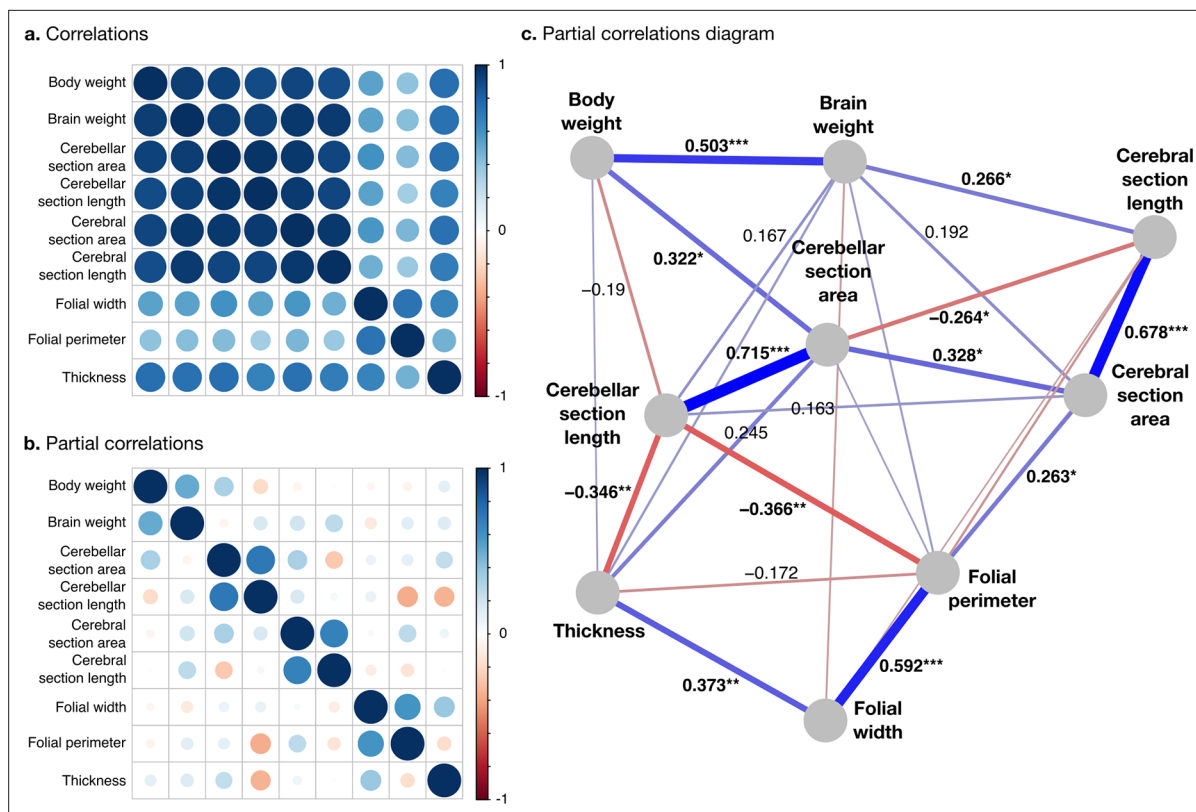 a. Correlations
Body weight
Brain weight
Cerebellar
section area
Cerebellar
section length
Cerebral
section area
Cerebral
section length
Folial width
Folial perimeter
Thickness
1
0
-1
b. Partial correlations
Body weight
Brain weight
Cerebellar
section area
Cerebellar
section length
Cerebral
section area
Cerebral
section length
Folial width
Folial perimeter
Thickness
1
0
-1
c. Partial correlations diagram
Body
weight
Brain
weight
Cerebral
section
length
0.503***
0.266*
0.167
0.192
Cerebellar
section
area
0.322*
−0.19
−0.264*
0.678***
0.715***
0.328*
Cerebellar
section
length
Cerebral
section
area
0.163
0.245
−0.346**
−0.366**
0.263*
−0.172
Folial
perimeter
Thickness
0.592***
0.373**
Folial
width